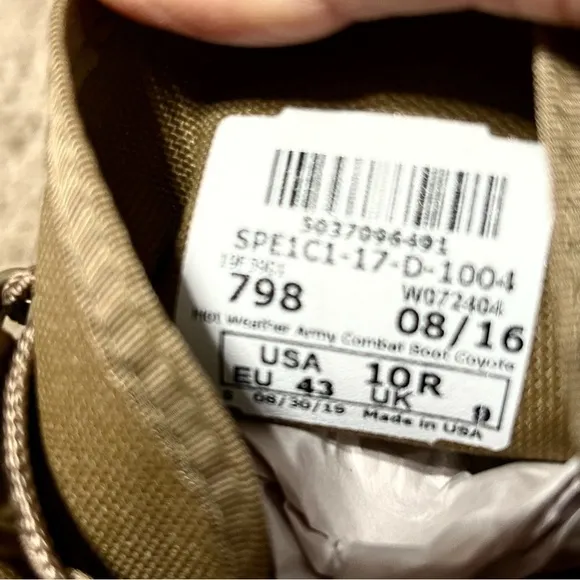 5037006401
SPE1C1-17-D-1004
798 W072404
08/16
Hot Weather Army Combat Boot Coyote
USA 10R
EU 43 UK 9
08/30/19 Made in USA